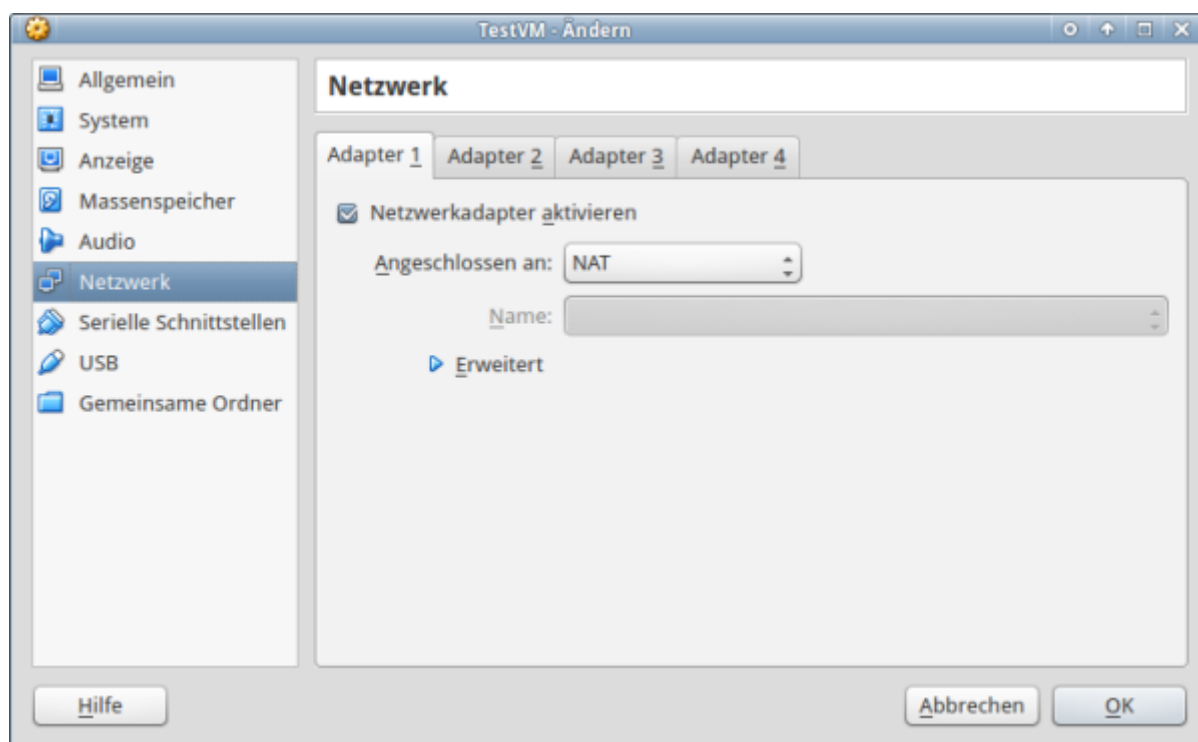 TestVM - Ändern
Allgemein
System
Anzeige
Massenspeicher
Audio
Netzwerk
Serielle Schnittstellen
USB
Gemeinsame Ordner
Netzwerk
Adapter 1 Adapter 2 Adapter 3 Adapter 4
Netzwerkadapter aktivieren
Angeschlossen an: NAT
Name:
Erweitert
Hilfe Abbrechen OK